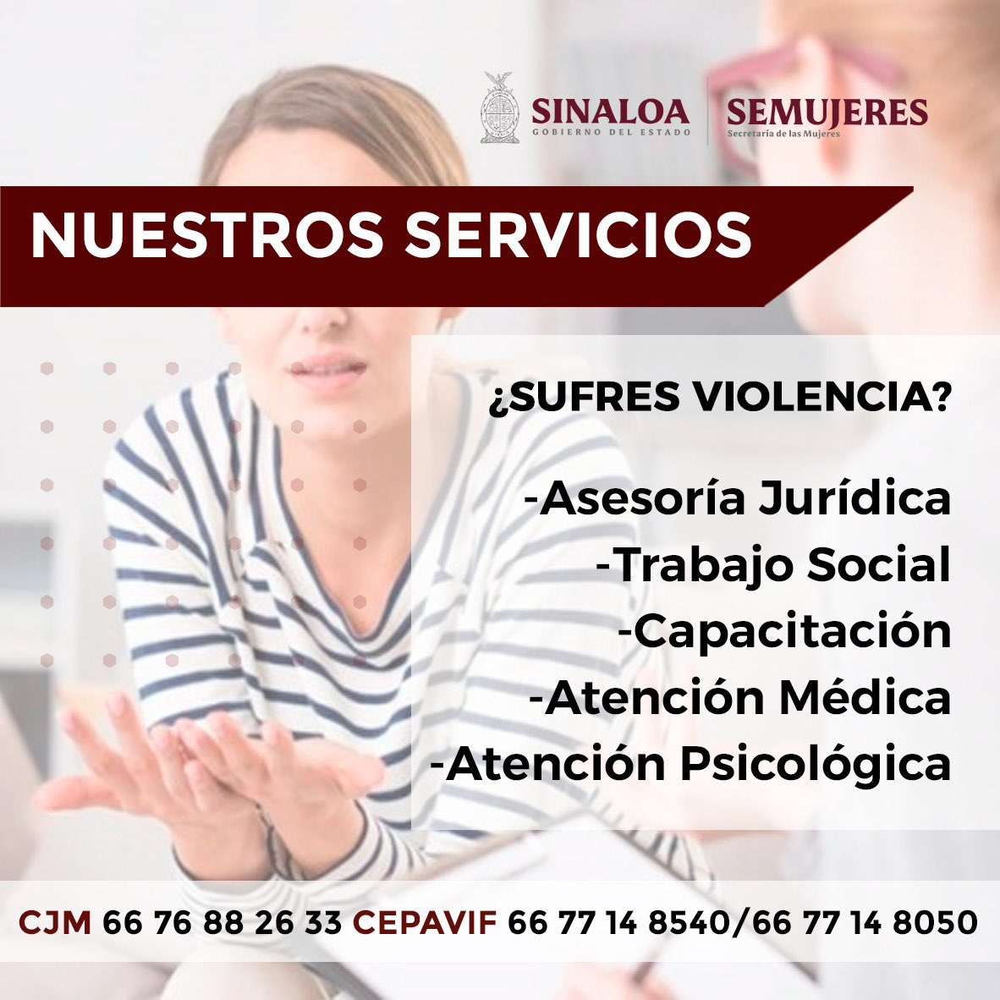 SINALOA
GOBIERNO DEL ESTADO
SEMUJERES
Secretaría de las Mujeres
NUESTROS SERVICIOS
¿SUFRES VIOLENCIA?
-Asesoría Jurídica
-Trabajo Social
-Capacitación
-Atención Médica
-Atención Psicológica
CJM 66 76 88 26 33 CEPAVIF 66 77 14 8540/66 77 14 8050